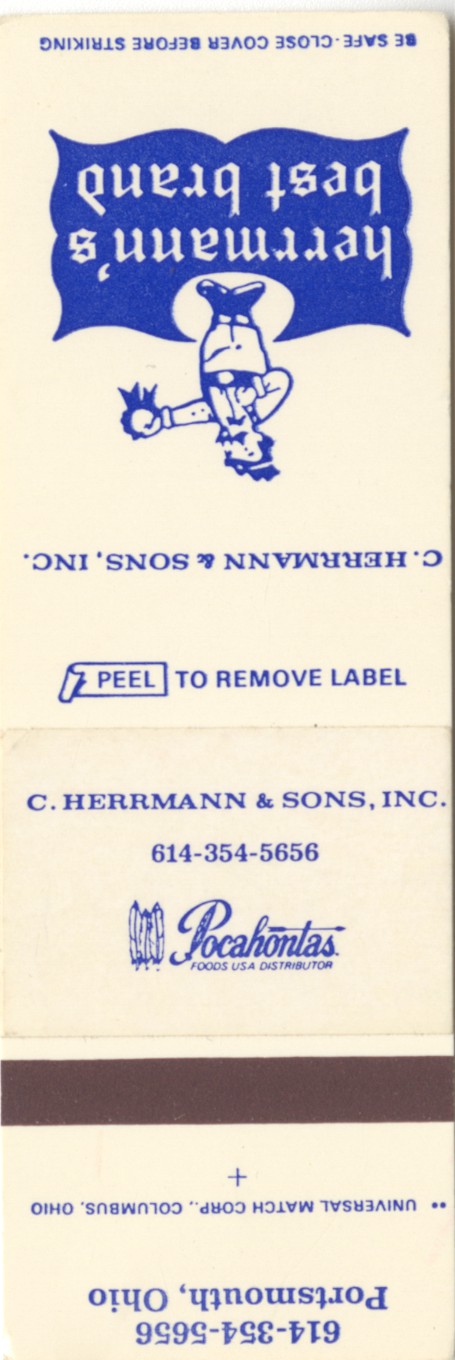 BE SAFE-CLOSE COVER BEFORE STRIKING
herrmann's
best brand
C. HERRMANN & SONS, INC.
PEEL TO REMOVE LABEL
C. HERRMANN & SONS, INC.
614-354-5656
Pocahontas
FOODS USA DISTRIBUTOR
•• UNIVERSAL MATCH CORP., COLUMBUS, OHIO
614-354-5656
Portsmouth, Ohio